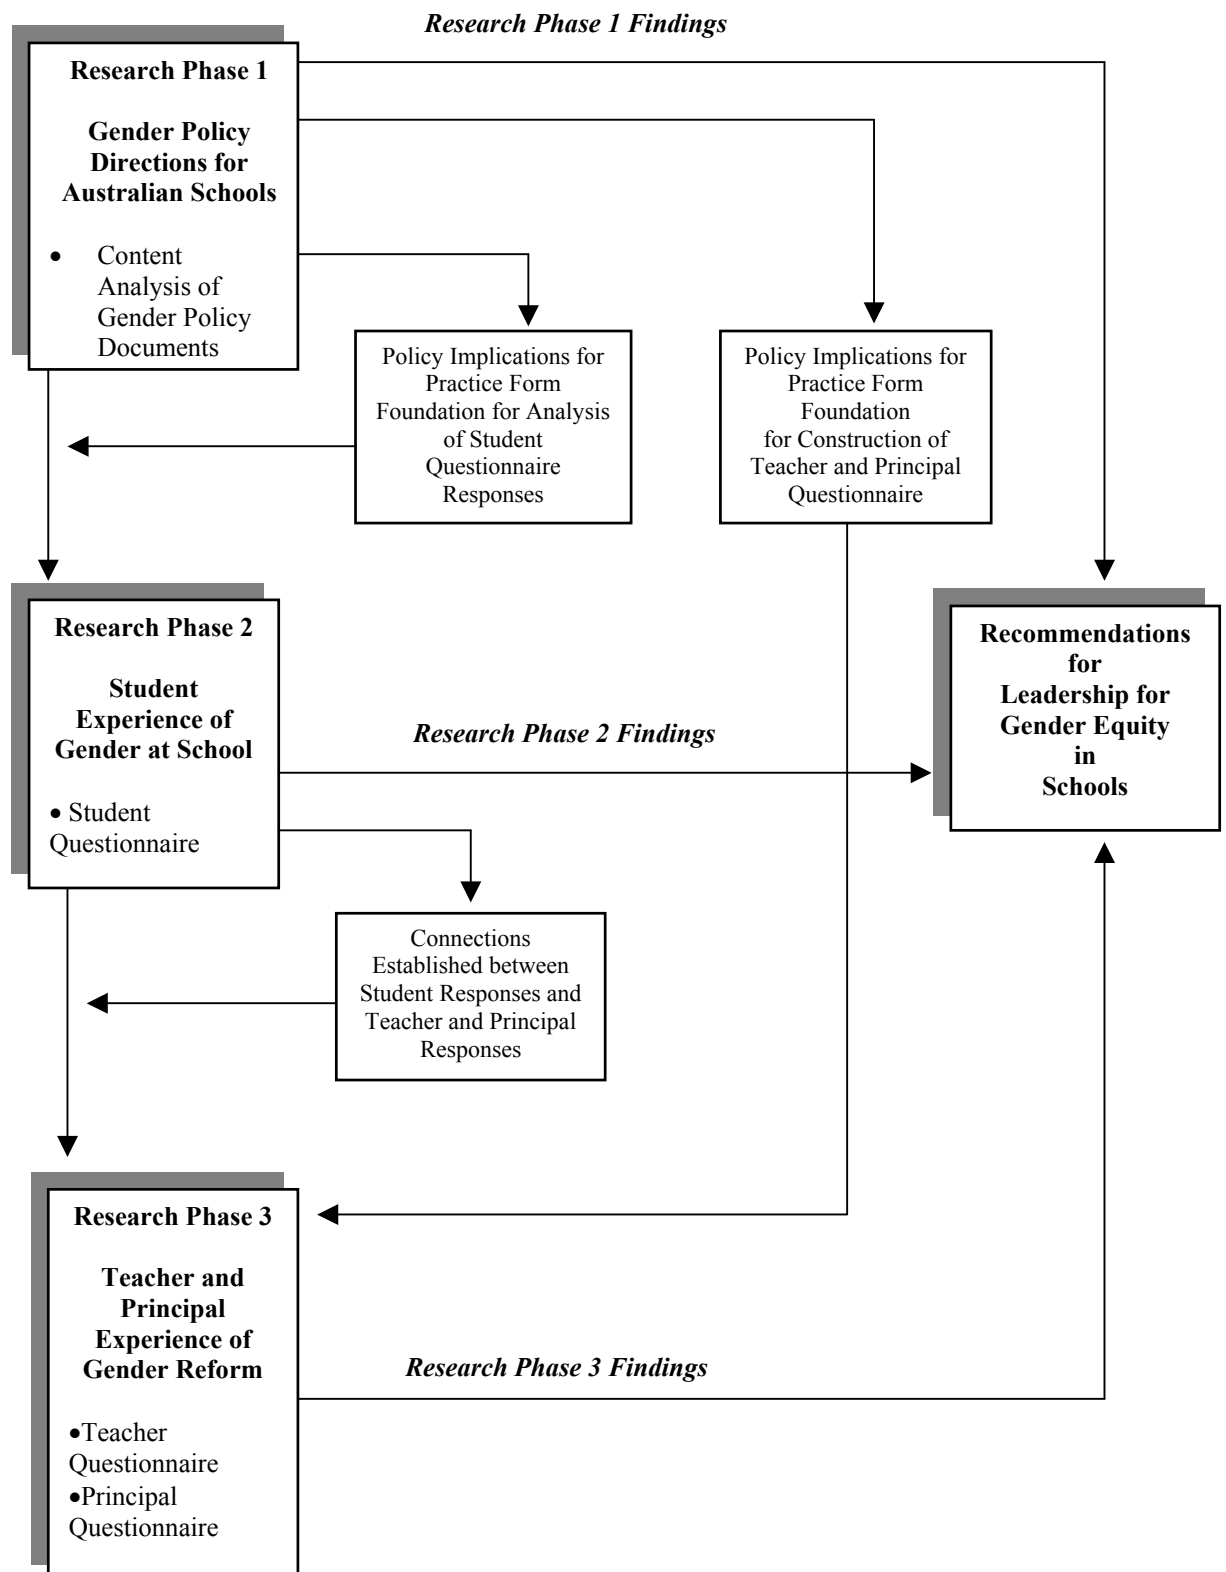 Research Phase 1 Findings
Research Phase 1
Gender Policy
Directions for
Australian Schools
• Content
Analysis of
Gender Policy
Documents
Policy Implications for
Practice Form
Foundation for Analysis
of Student
Questionnaire
Responses
Policy Implications for
Practice Form
Foundation
for Construction of
Teacher and Principal
Questionnaire
Research Phase 2
Student
Experience of
Gender at School
• Student
Questionnaire
Research Phase 2 Findings
Recommendations
for
Leadership for
Gender Equity
in
Schools
Connections
Established between
Student Responses and
Teacher and Principal
Responses
Research Phase 3
Teacher and
Principal
Experience of
Gender Reform
•Teacher
Questionnaire
•Principal
Questionnaire
Research Phase 3 Findings